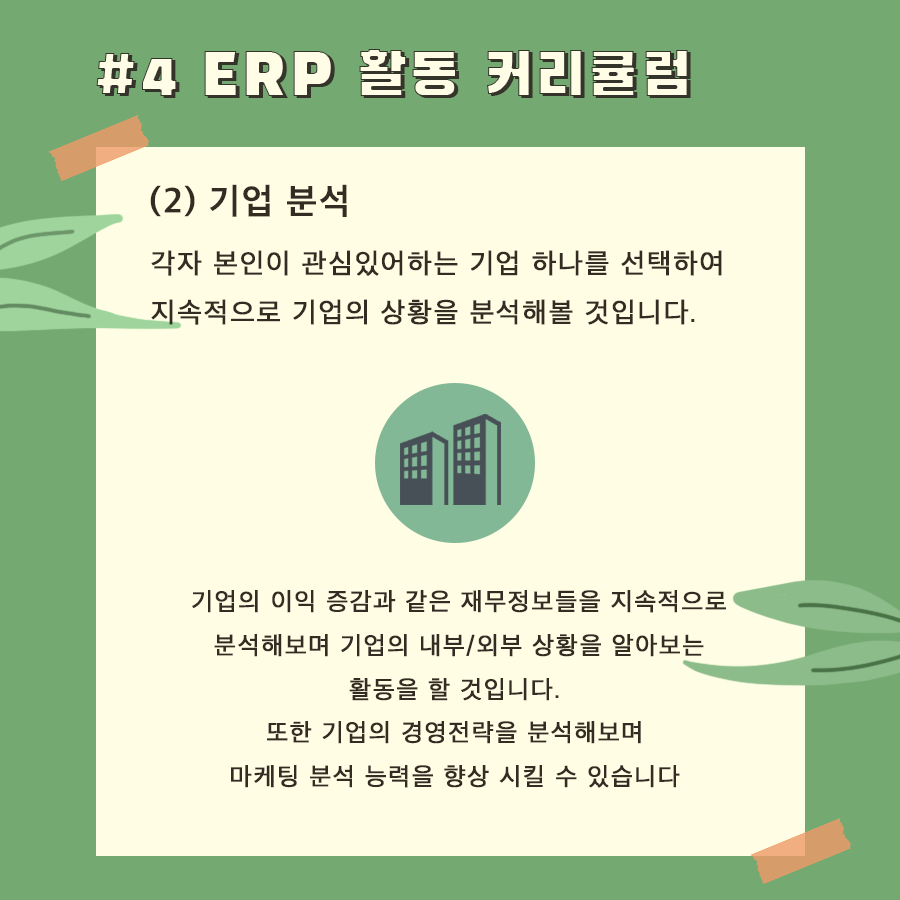 #4 ERP 활동 커리큘럼
(2) 기업 분석
각자 본인이 관심있어하는 기업 하나를 선택하여
지속적으로 기업의 상황을 분석해볼 것입니다.
기업의 이익 증감과 같은 재무정보들을 지속적으로
분석해보며 기업의 내부/외부 상황을 알아보는
활동을 할 것입니다.
또한 기업의 경영전략을 분석해보며
마케팅 분석 능력을 향상 시킬 수 있습니다